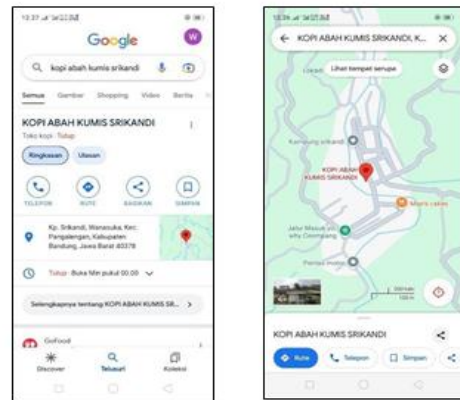 Google
W
kopi abah kumis srikandi
Semua Gambar Shopping Video Berita
KOPI ABAH KUMIS SRIKANDI
Toko kopi · Tutup
Ringkasan Ulasan
TELEPON RUTE BAGIKAN SIMPAN
Kp. Srikandi, Wanasuka, Kec.
Pangalengan, Kabupaten
Bandung, Jawa Barat 40378
Tutup · Buka Min pukul 00.00
Selengkapnya tentang KOPI ABAH KUMIS SR...
GoFood
Discover Telusuri Koleksi
KOPI ABAH KUMIS SRIKANDI, K...
Lihat tempat serupa
Kampung srikandi
KOPI ABAH
KUMIS SRIKANDI
Jalur Masuk
KOPI ABAH KUMIS SRIKANDI
Rute Telepon Simpan